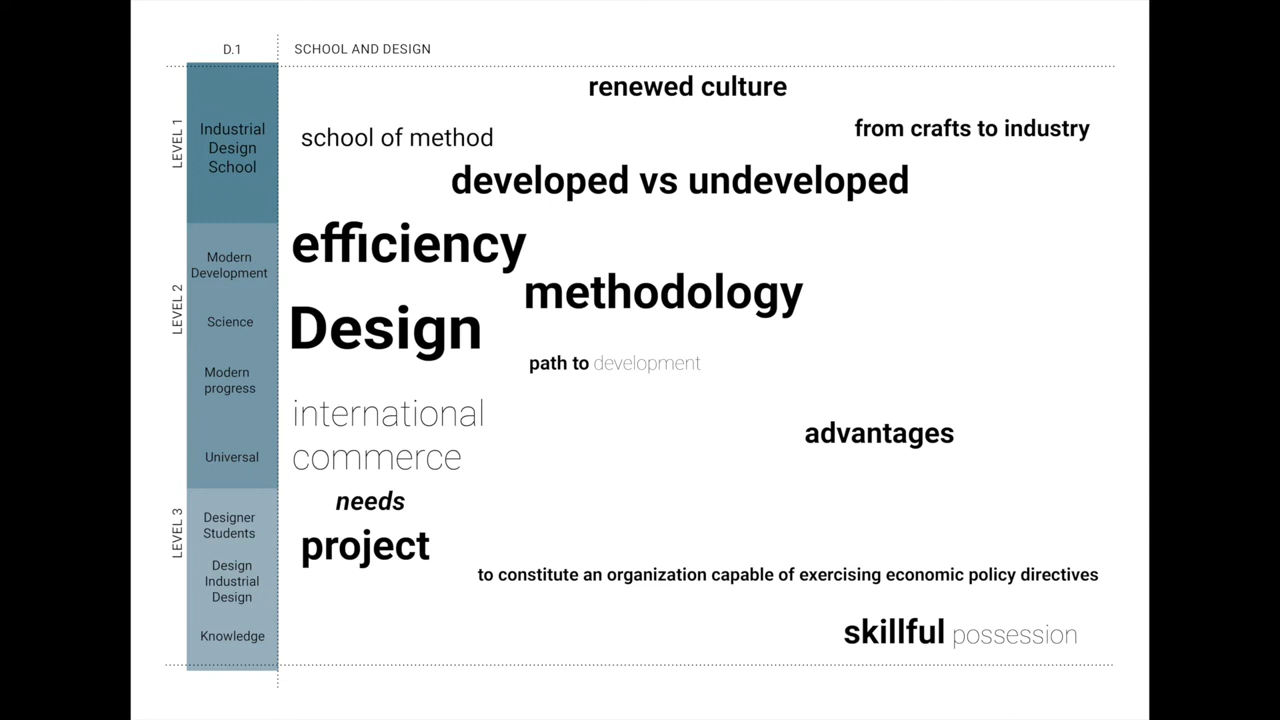 D.1
SCHOOL AND DESIGN
LEVEL 1
Industrial
Design
School
LEVEL 2
Modern
Development
Science
Modern
progress
Universal
LEVEL 3
Designer
Students
Design
Industrial
Design
Knowledge
renewed culture
from crafts to industry
school of method
developed vs undeveloped
efficiency
methodology
Design
path to development
international
commerce
advantages
needs
project
to constitute an organization capable of exercising economic policy directives
skillful possession